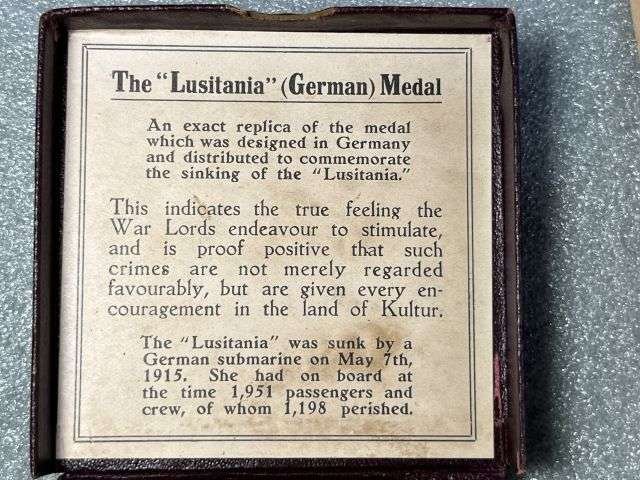 The "Lusitania" (German) Medal
An exact replica of the medal
which was designed in Germany
and distributed to commemorate
the sinking of the "Lusitania."
This indicates the true feeling the
War Lords endeavour to stimulate,
and is proof positive that such
crimes are not merely regarded
favourably, but are given every en-
couragement in the land of Kultur.
The "Lusitania" was sunk by a
German submarine on May 7th,
1915. She had on board at
the time 1,951 passengers and
crew, of whom 1,198 perished.